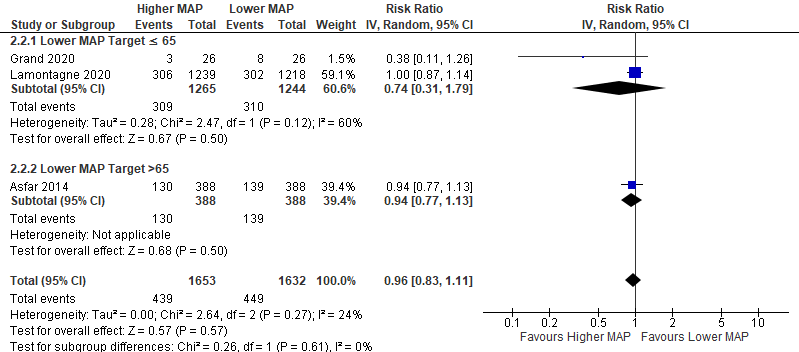 Higher MAP Lower MAP Risk Ratio Risk Ratio
Study or Subgroup Events Total Events Total Weight IV, Random, 95% CI IV, Random, 95% CI
2.2.1 Lower MAP Target ≤ 65
Grand 2020 3 26 8 26 1.5% 0.38 [0.11, 1.26]
Lamontagne 2020 306 1239 302 1218 59.1% 1.00 [0.87, 1.14]
Subtotal (95% CI) 1265 1244 60.6% 0.74 [0.31, 1.79]
Total events 309 310
Heterogeneity: Tau² = 0.28; Chi² = 2.47, df = 1 (P = 0.12); I² = 60%
Test for overall effect: Z = 0.67 (P = 0.50)
2.2.2 Lower MAP Target >65
Asfar 2014 130 388 139 388 39.4% 0.94 [0.77, 1.13]
Subtotal (95% CI) 388 388 39.4% 0.94 [0.77, 1.13]
Total events 130 139
Heterogeneity: Not applicable
Test for overall effect: Z = 0.68 (P = 0.50)
Total (95% CI) 1653 1632 100.0% 0.96 [0.83, 1.11]
Total events 439 449
Heterogeneity: Tau² = 0.00; Chi² = 2.64, df = 2 (P = 0.27); I² = 24%
Test for overall effect: Z = 0.57 (P = 0.57)
Test for subgroup differences: Chi² = 0.26, df = 1 (P = 0.61), I² = 0%
0.1 0.2 0.5 1 2 5 10
Favours Higher MAP Favours Lower MAP